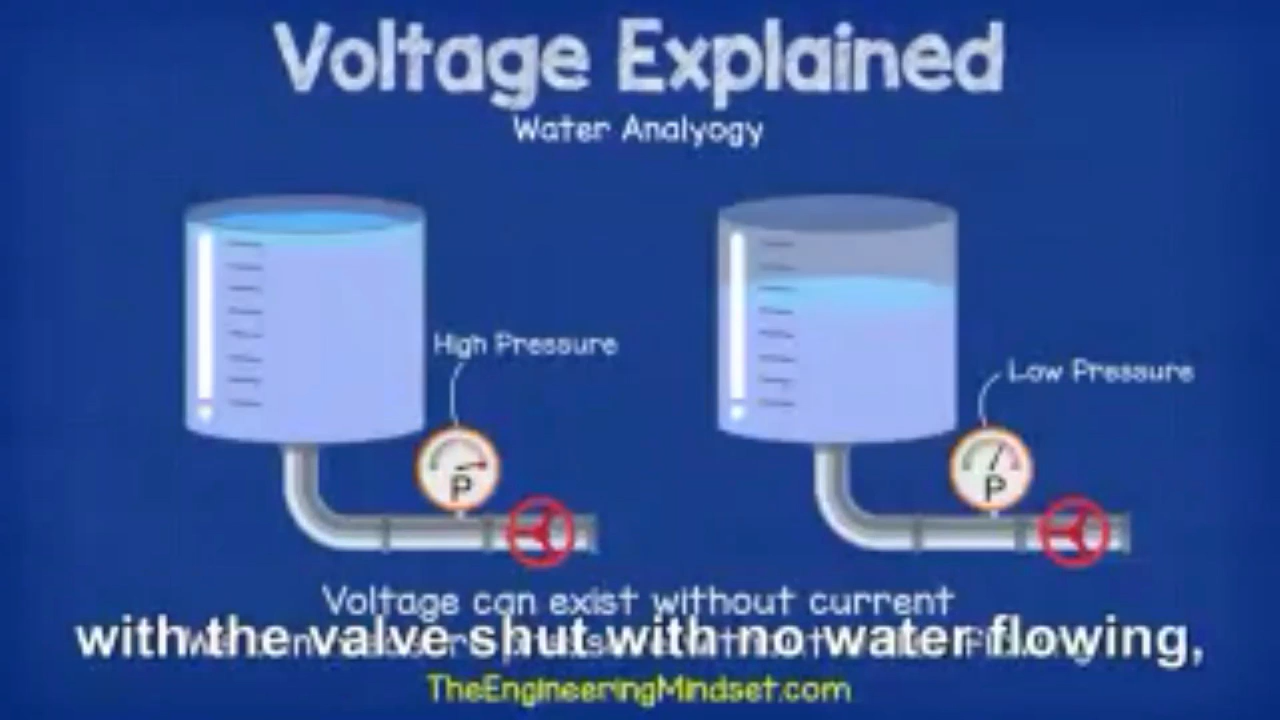 Voltage Explained
Water Analyogy
High Pressure
Low Pressure
P
P
Voltage can exist without current
with the valve shut with no water flowing,
TheEngineeringMindset.com